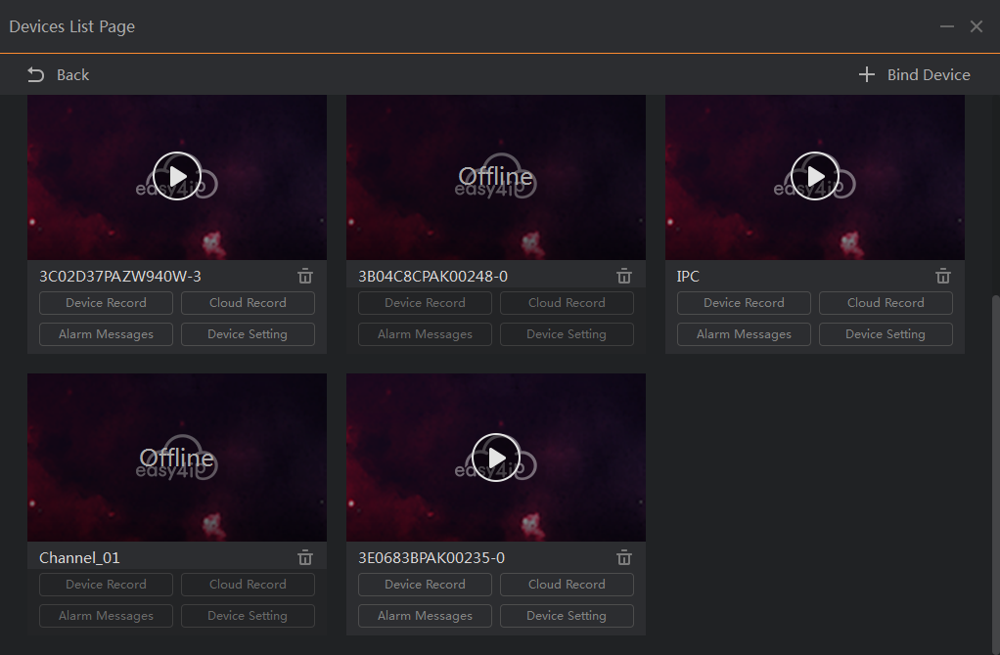 Devices List Page
Back
Bind Device
easy4ip
Offline
easy4ip
easy4ip
3C02D37PAZW940W-3
3B04C8CPAK00248-0
IPC
Device Record Cloud Record
Device Record Cloud Record
Device Record Cloud Record
Alarm Messages Device Setting
Alarm Messages Device Setting
Alarm Messages Device Setting
Offline
easy4ip
easy4ip
Channel_01
3E0683BPAK00235-0
Device Record Cloud Record
Device Record Cloud Record
Alarm Messages Device Setting
Alarm Messages Device Setting